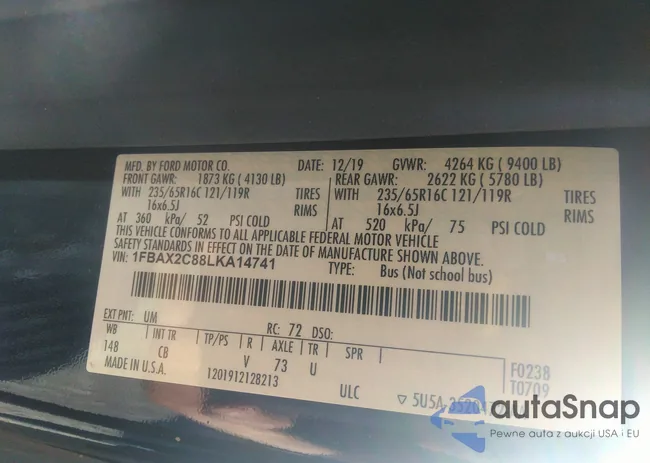 MFD. BY FORD MOTOR CO. DATE: 12/19 GVWR: 4264 KG ( 9400 LB)
FRONT GAWR: 1873 KG ( 4130 LB) REAR GAWR: 2622 KG ( 5780 LB)
WITH 235/65R16C 121/119R TIRES WITH 235/65R16C 121/119R TIRES
16x6.5J RIMS 16x6.5J RIMS
AT 360 kPa/ 52 PSI COLD AT 520 kPa/ 75 PSI COLD
THIS VEHICLE CONFORMS TO ALL APPLICABLE FEDERAL MOTOR VEHICLE
SAFETY STANDARDS IN EFFECT ON THE DATE OF MANUFACTURE SHOWN ABOVE.
VIN: 1FBAX2C88LKA14741 TYPE: Bus (Not school bus)
EXT PNT: UM RC: 72 DSO:
WB INT TR TP/PS R AXLE TR SPR
148 CB V 73 U F0238
MADE IN U.S.A. 1201912128213 ULC T0709
▽ 5U5A
autaSnap
Pewne auta z aukcji USA i EU